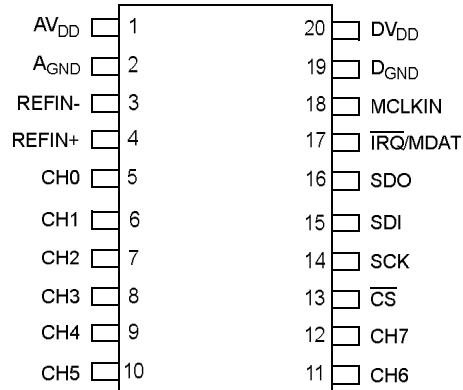 AVDD 1 20 DVDD
AGND 2 19 DGND
REFIN- 3 18 MCLKIN
REFIN+ 4 17 I̅R̅Q̅/MDAT
CH0 5 16 SDO
CH1 6 15 SDI
CH2 7 14 SCK
CH3 8 13 C̅S̅
CH4 9 12 CH7
CH5 10 11 CH6